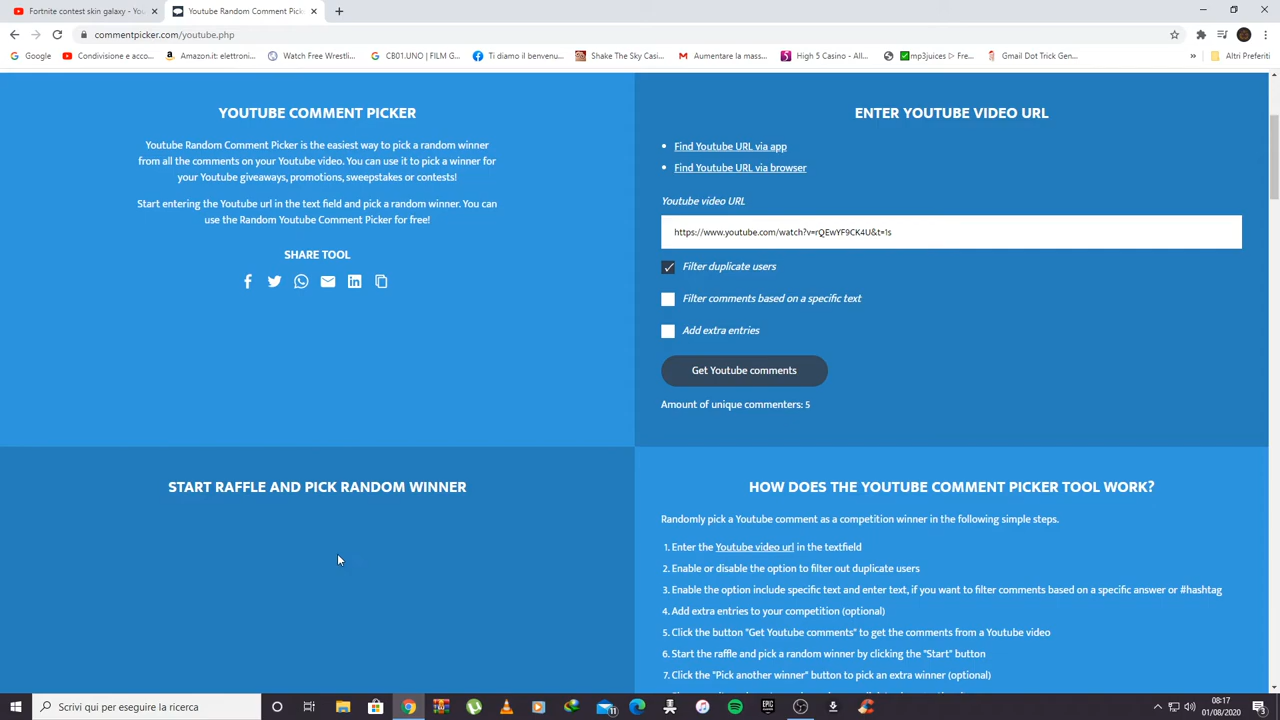 Fortnite contest skin galaxy - You
Youtube Random Comment Pick
commentpicker.com/youtube.php
Google
Condivisione e acco...
Amazon.it: elettroni...
Watch Free Wrestli...
CB01.UNO | FILM G...
Ti diamo il benvenu...
Shake The Sky Casi...
Aumentare la mass...
High 5 Casino - All...
mp3juices ▷ Fre...
Gmail Dot Trick Gen...
»
Altri Preferiti
YOUTUBE COMMENT PICKER
Youtube Random Comment Picker is the easiest way to pick a random winner
from all the comments on your Youtube video. You can use it to pick a winner for
your Youtube giveaways, promotions, sweepstakes or contests!
Start entering the Youtube url in the text field and pick a random winner. You can
use the Random Youtube Comment Picker for free!
SHARE TOOL
ENTER YOUTUBE VIDEO URL
• Find Youtube URL via app
• Find Youtube URL via browser
Youtube video URL
https://www.youtube.com/watch?v=rQEwYF9CK4U&t=1s
Filter duplicate users
Filter comments based on a specific text
Add extra entries
Get Youtube comments
Amount of unique commenters: 5
START RAFFLE AND PICK RANDOM WINNER
HOW DOES THE YOUTUBE COMMENT PICKER TOOL WORK?
Randomly pick a Youtube comment as a competition winner in the following simple steps.
1. Enter the Youtube video url in the textfield
2. Enable or disable the option to filter out duplicate users
3. Enable the option include specific text and enter text, if you want to filter comments based on a specific answer or #hashtag
4. Add extra entries to your competition (optional)
5. Click the button "Get Youtube comments" to get the comments from a Youtube video
6. Start the raffle and pick a random winner by clicking the "Start" button
7. Click the "Pick another winner" button to pick an extra winner (optional)
Scrivi qui per eseguire la ricerca
11
EPIC
08:17
01/08/2020
3